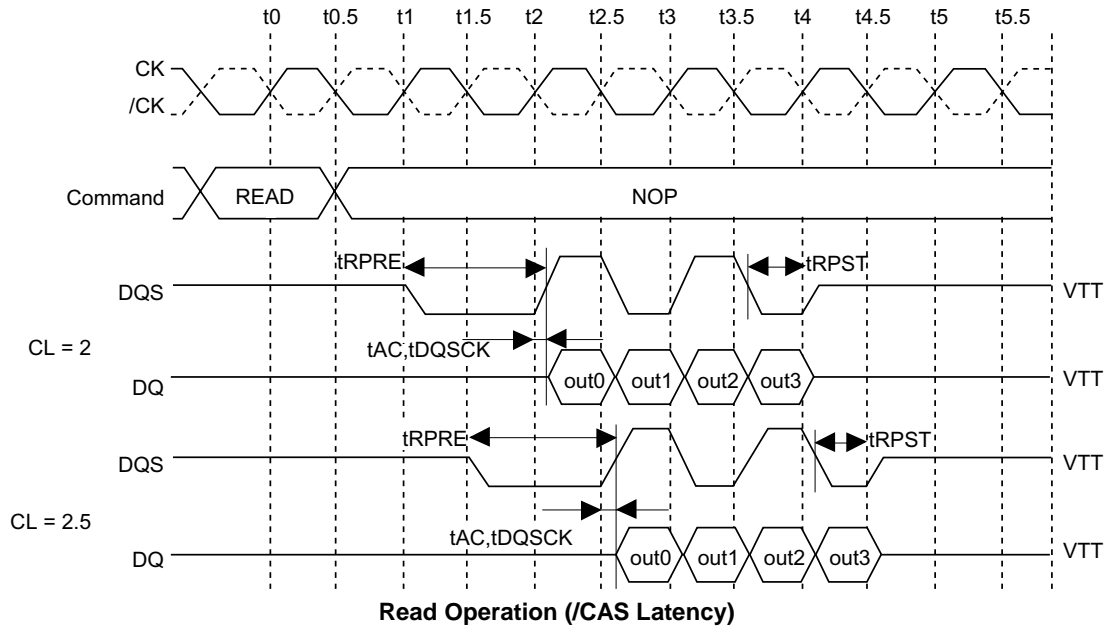 t0 t0.5 t1 t1.5 t2 t2.5 t3 t3.5 t4 t4.5 t5 t5.5
CK
/CK
Command READ NOP
tRPRE tRPST
DQS VTT
CL = 2
tAC,tDQSCK
DQ out0 out1 out2 out3 VTT
tRPRE tRPST
DQS VTT
CL = 2.5
tAC,tDQSCK
DQ out0 out1 out2 out3 VTT
Read Operation (/CAS Latency)